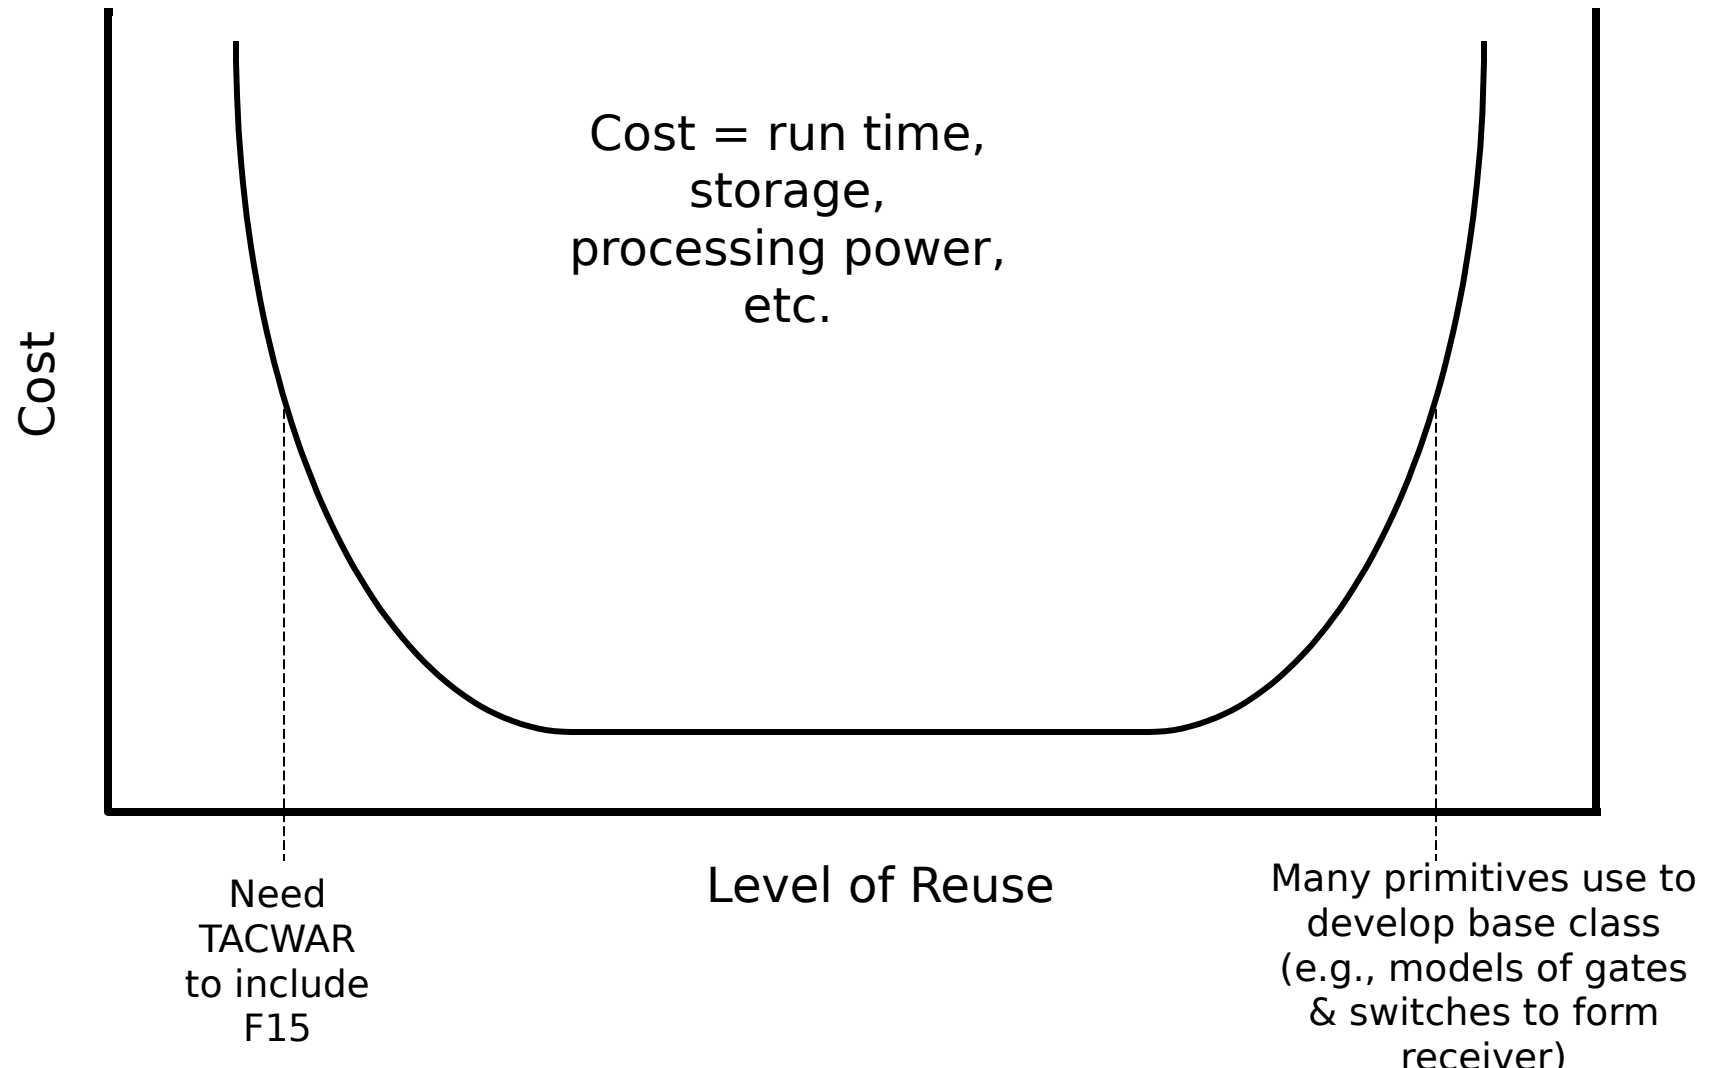 Cost = run time,
storage,
processing power,
etc.
Cost
Level of Reuse
Need
TACWAR
to include
F15
Many primitives use to
develop base class
(e.g., models of gates
& switches to form
receiver)